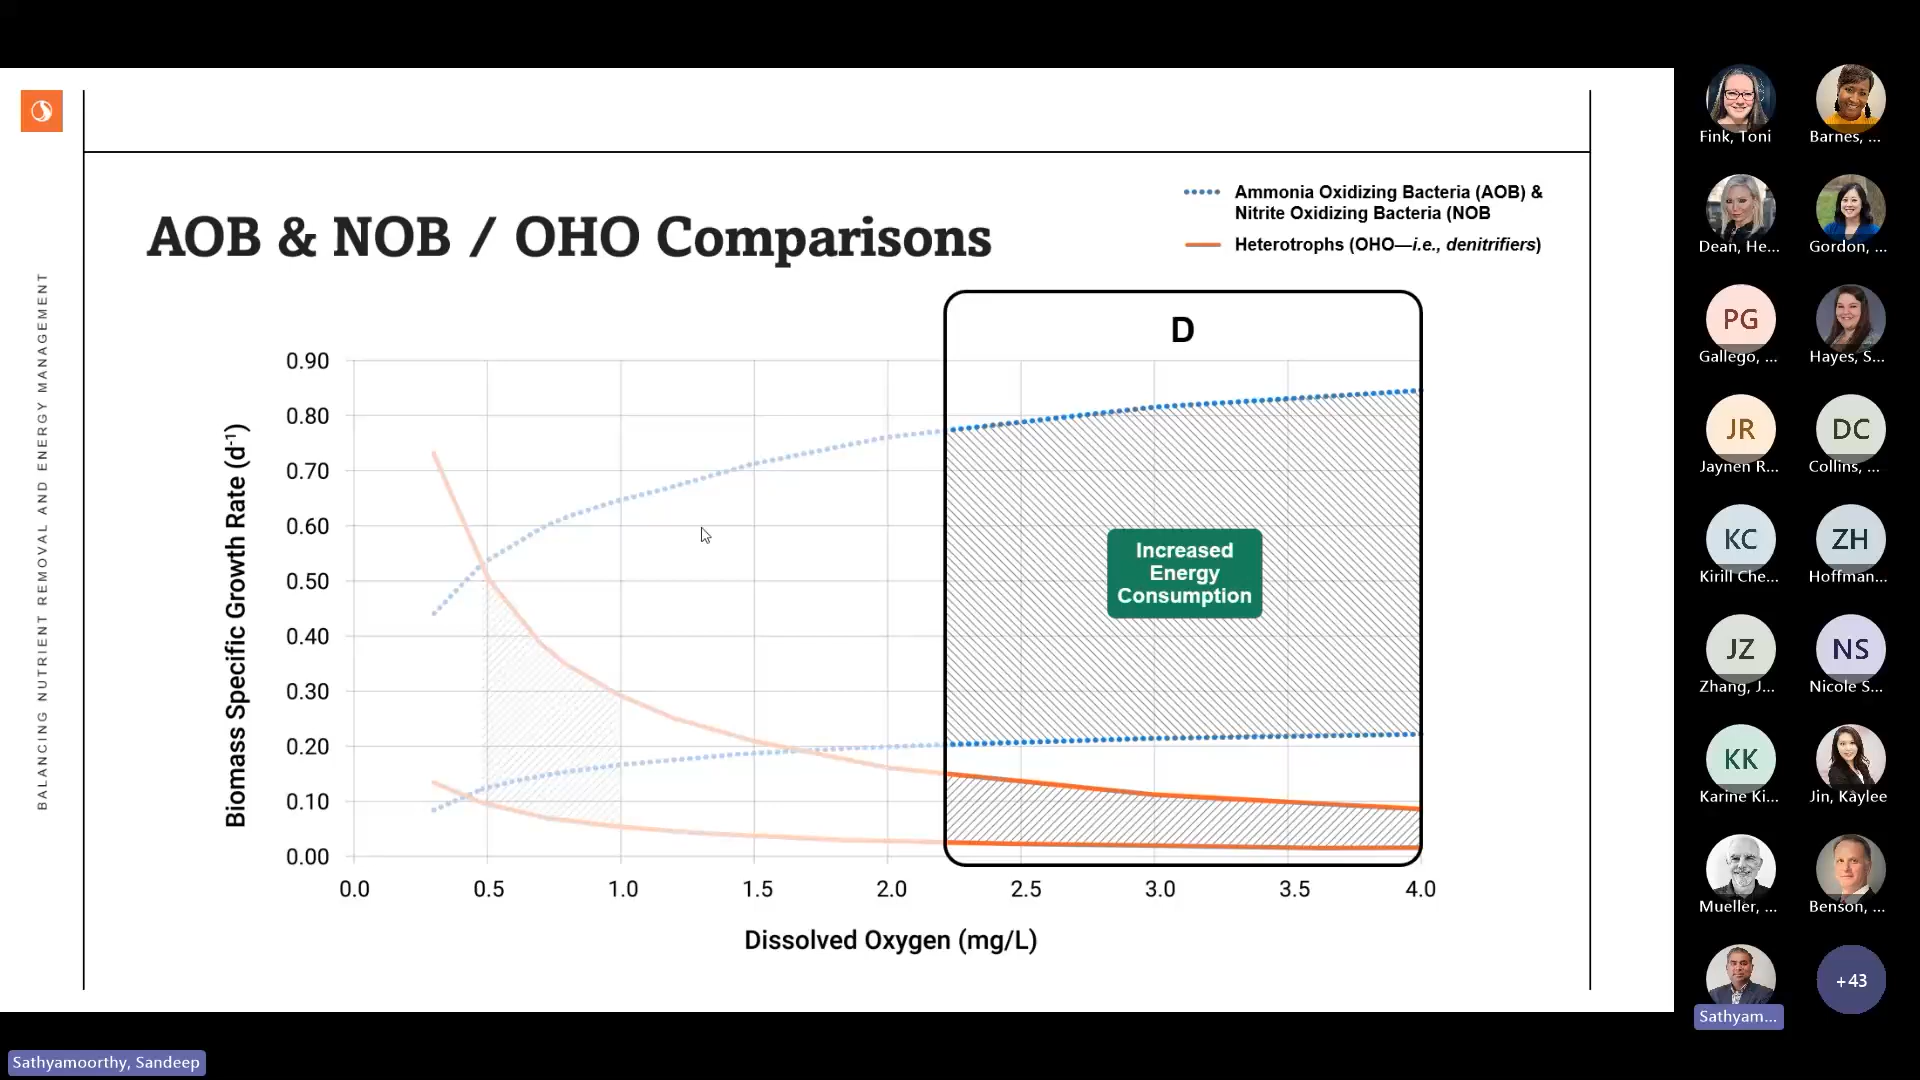 AOB & NOB / OHO Comparisons
Ammonia Oxidizing Bacteria (AOB) &
Nitrite Oxidizing Bacteria (NOB
Heterotrophs (OHO—i.e., denitrifiers)
BALANCING NUTRIENT REMOVAL AND ENERGY MANAGEMENT
D
Increased
Energy
Consumption
Biomass Specific Growth Rate (d⁻¹)
0.90
0.80
0.70
0.60
0.50
0.40
0.30
0.20
0.10
0.00
0.0 0.5 1.0 1.5 2.0 2.5 3.0 3.5 4.0
Dissolved Oxygen (mg/L)
Fink, Toni
Barnes, ...
Dean, He...
Gordon, ...
PG
Gallego, ...
Hayes, S...
JR
Jaynen R...
DC
Collins, ...
KC
Kirill Che...
ZH
Hoffman...
JZ
Zhang, J...
NS
Nicole S...
KK
Karine Ki...
Jin, Kaylee
Mueller, ...
Benson, ...
Sathyam...
+43
Sathyamoorthy, Sandeep